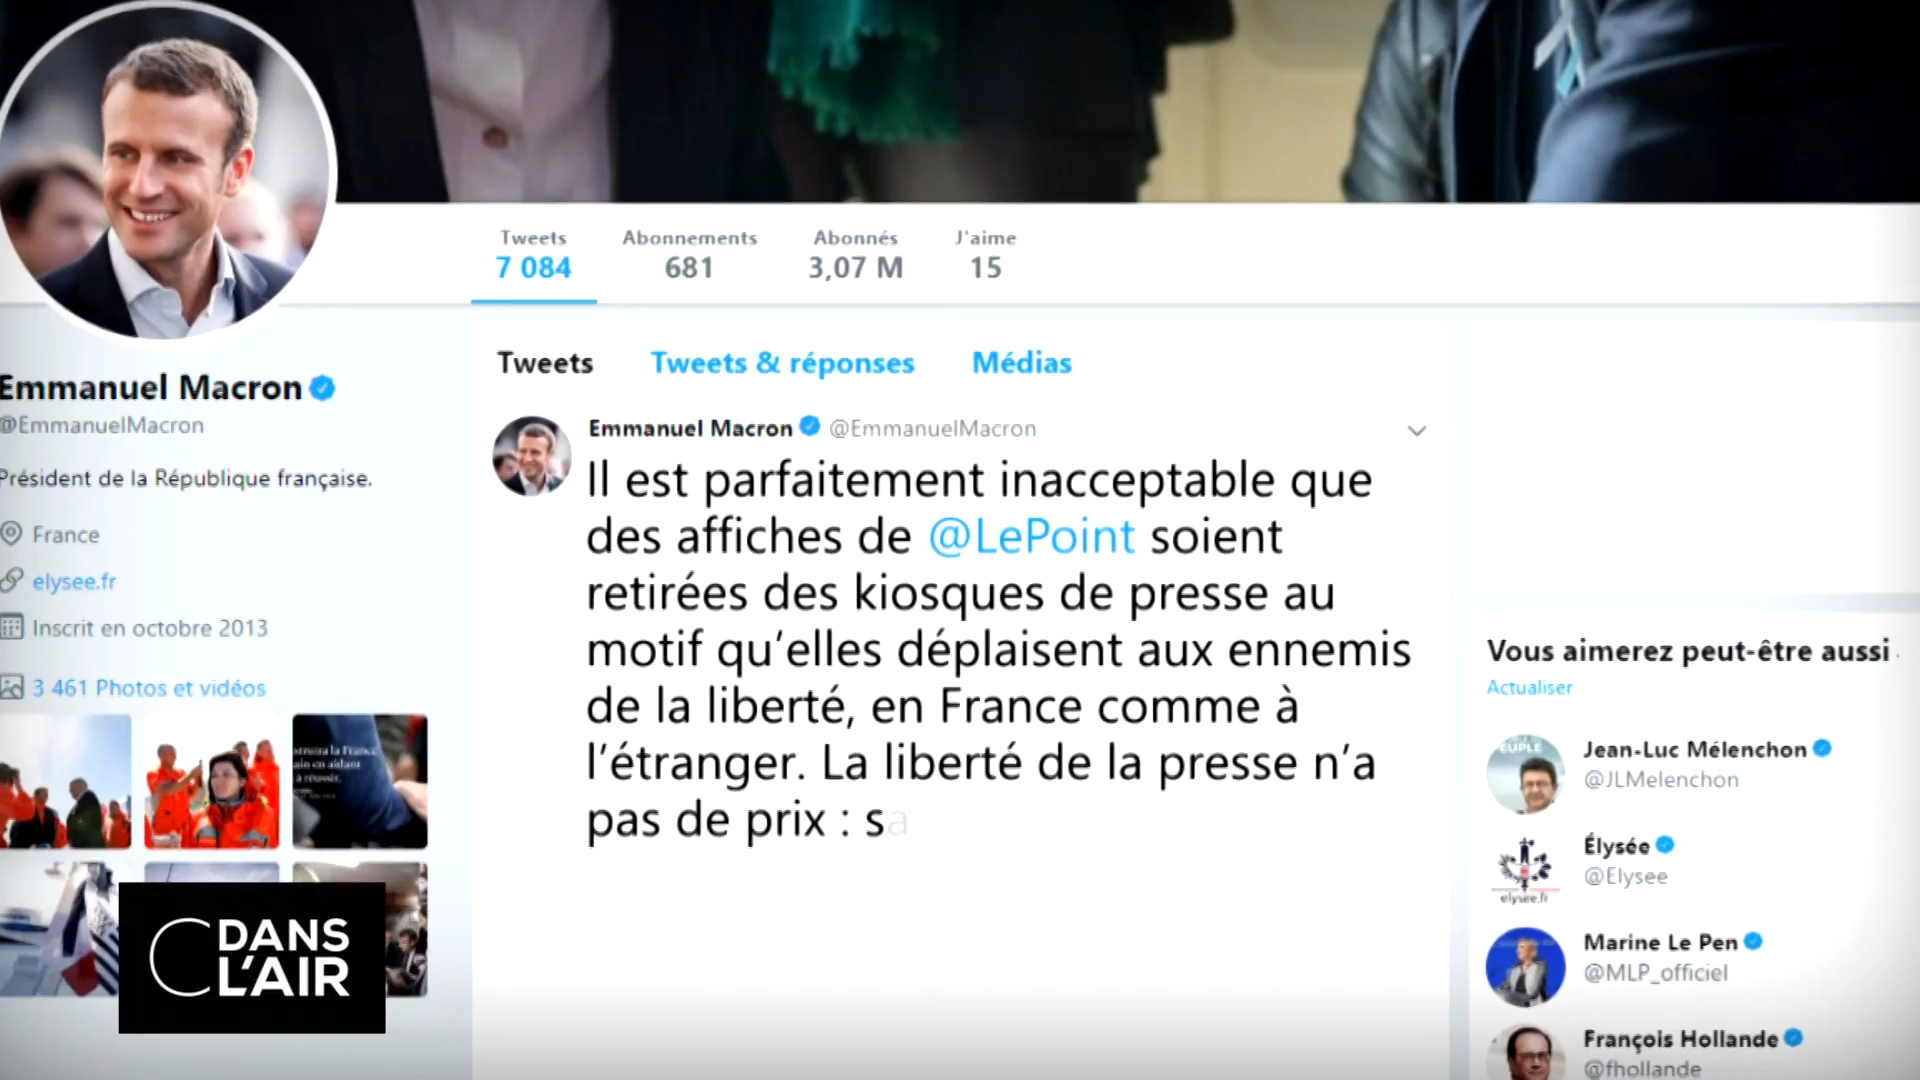 Tweets
7 084
Abonnements
681
Abonnés
3,07 M
J'aime
15
Emmanuel Macron
@EmmanuelMacron
Président de la République française.
France
elysee.fr
Inscrit en octobre 2013
3 461 Photos et vidéos
Tweets
Tweets & réponses
Médias
Emmanuel Macron @EmmanuelMacron
Il est parfaitement inacceptable que
des affiches de @LePoint soient
retirées des kiosques de presse au
motif qu'elles déplaisent aux ennemis
de la liberté, en France comme à
l'étranger. La liberté de la presse n'a
pas de prix : sa
Vous aimerez peut-être aussi
Actualiser
Jean-Luc Mélenchon
@JLMelenchon
Élysée
@Elysee
elysee.fr
Marine Le Pen
@MLP_officiel
François Hollande
@fhollande
C DANS
L'AIR